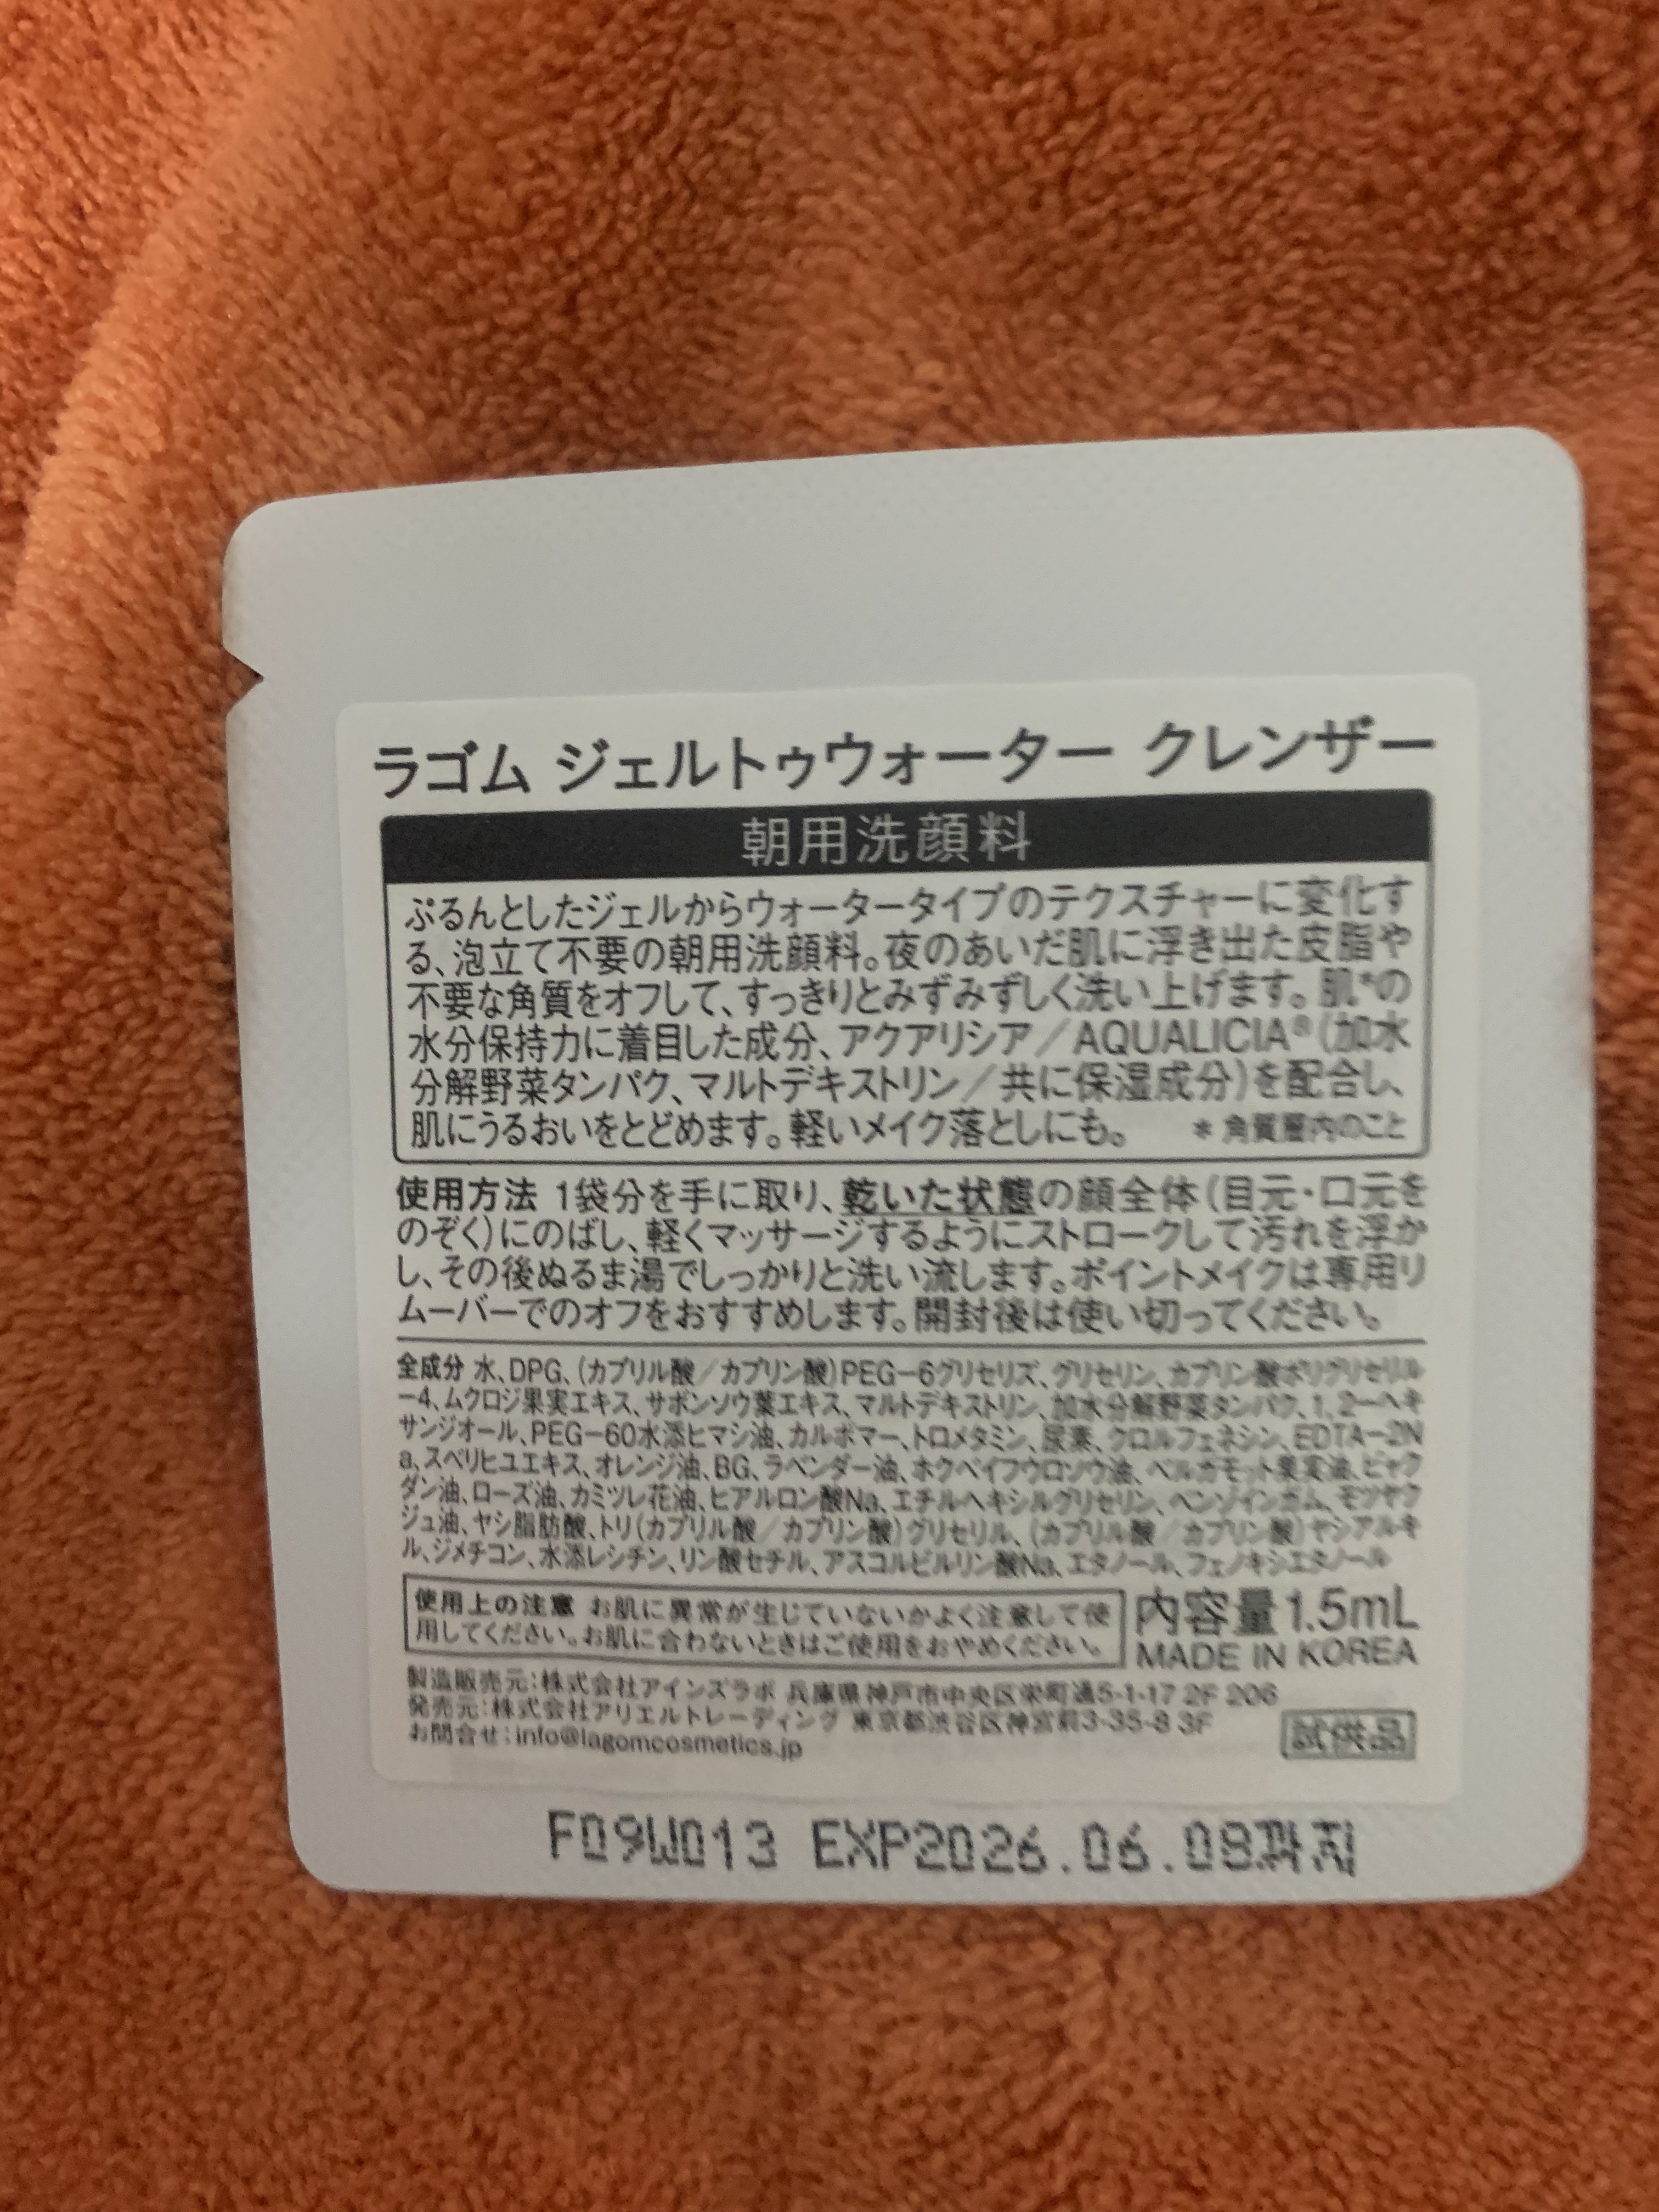 ラゴム ジェルトゥウォーター クレンザー
朝用洗顔料
ぷるんとしたジェルからウォータータイプのテクスチャーに変化す
る、泡立て不要の朝用洗顔料。夜のあいだ肌に浮き出た皮脂や
不要な角質をオフして、すっきりとみずみずしく洗い上げます。肌*の
水分保持力に着目した成分、アクアリシア／AQUALICIA®（加水
分解野菜タンパク、マルトデキストリン／共に保湿成分）を配合し、
肌にうるおいをとどめます。軽いメイク落としにも。 ＊角質層内のこと
使用方法 1袋分を手に取り、乾いた状態の顔全体（目元・口元を
のぞく）にのばし、軽くマッサージするようにストロークして汚れを浮か
し、その後ぬるま湯でしっかりと洗い流します。ポイントメイクは専用リ
ムーバーでのオフをおすすめします。開封後は使い切ってください。
全成分 水、DPG、（カプリル酸／カプリン酸）PEG－6グリセリズ、グリセリン、カプリン酸ポリグリセリル
－4、ムクロジ果実エキス、サボンソウ葉エキス、マルトデキストリン、加水分解野菜タンパク、1，2－ヘキ
サンジオール、PEG－60水添ヒマシ油、カルボマー、トロメタミン、尿素、クロルフェネシン、EDTA－2N
a、スベリヒユエキス、オレンジ油、BG、ラベンダー油、ホクベイフウロソウ油、ベルガモット果実油、ビャク
ダン油、ローズ油、カミツレ花油、ヒアルロン酸Na、エチルヘキシルグリセリン、ベンゾインガム、モツヤク
ジュ油、ヤシ脂肪酸、トリ（カプリル酸／カプリン酸）グリセリル、（カプリル酸／カプリン酸）ヤシアルキ
ル、ジメチコン、水添レシチン、リン酸セチル、アスコルビルリン酸Na、エタノール、フェノキシエタノール
使用上の注意 お肌に異常が生じていないかよく注意して使
用してください。お肌に合わないときはご使用をおやめください。
内容量1.5mL
MADE IN KOREA
製造販売元：株式会社アインズラボ 兵庫県神戸市中央区栄町通5-1-17 2F 206
発売元：株式会社アリエルトレーディング 東京都渋谷区神宮前3-35-8 3F
お問合せ：info@lagomcosmetics.jp
試供品
F09W013 EXP2026.06.08까지